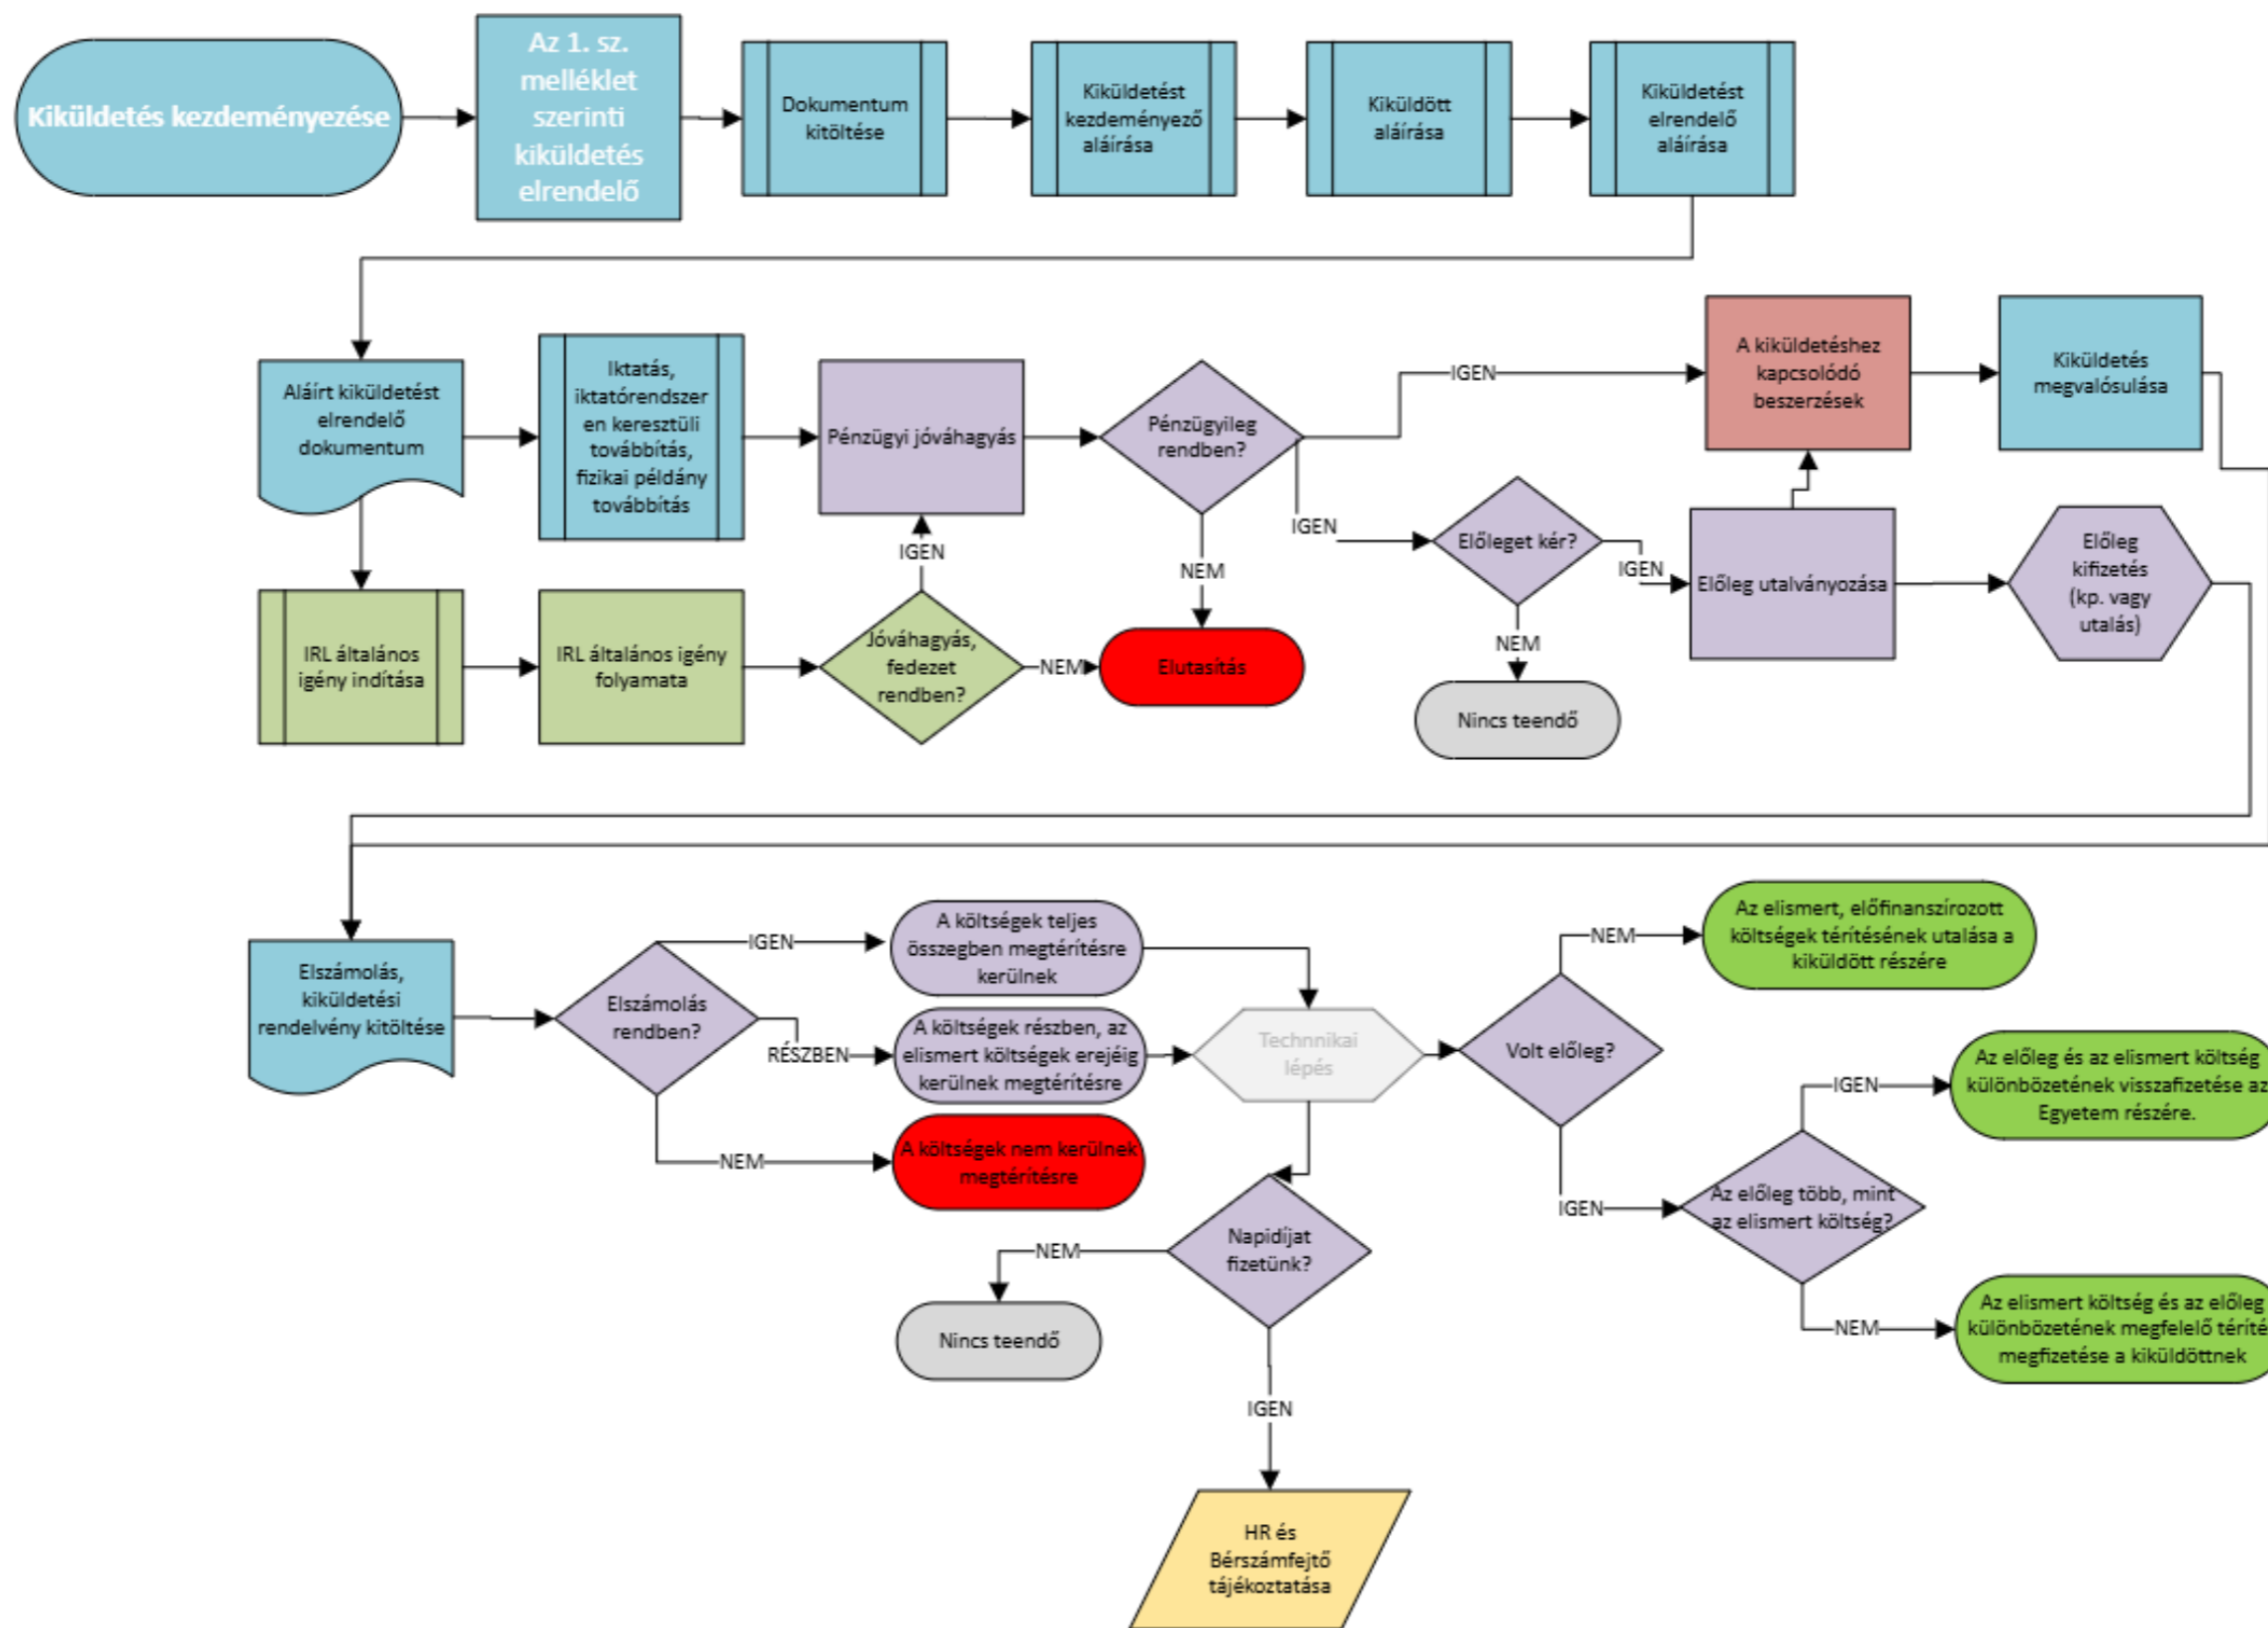 Kiküldetés kezdeményezése
Az 1. sz.
melléklet
szerinti
kiküldetés
elrendelő
Dokumentum
kitöltése
Kiküldetést
kezdeményező
aláírása
Kiküldött
aláírása
Kiküldetést
elrendelő
aláírása
Aláírt kiküldetést
elrendelő
dokumentum
Iktatás,
iktatórendszer
en keresztüli
továbbítás,
fizikai példány
továbbítás
Pénzügyi jóváhagyás
Pénzügyileg
rendben?
IGEN
A kiküldetéshez
kapcsolódó
beszerzések
Kiküldetés
megvalósulása
IGEN
NEM
IGEN
Előleget kér?
IGEN
NEM
Előleg utalványozása
Előleg
kifizetés
(kp. vagy
utalás)
IRL általános
igény indítása
IRL általános igény
folyamata
Jóváhagyás,
fedezet
rendben?
NEM
Elutasítás
Nincs teendő
Elszámolás,
kiküldetési
rendelvény kitöltése
Elszámolás
rendben?
IGEN
A költségek teljes
összegben megtérítésre
kerülnek
RÉSZBEN
A költségek részben, az
elismert költségek erejéig
kerülnek megtérítésre
NEM
A költségek nem kerülnek
megtérítésre
Technnikai
lépés
Volt előleg?
NEM
Az elismert, előfinanszírozott
költségek térítésének utalása a
kiküldött részére
IGEN
Az előleg több, mint
az elismert költség?
IGEN
Az előleg és az elismert költség
különbözetének visszafizetése az
Egyetem részére.
NEM
Az elismert költség és az előleg
különbözetének megfelelő téríté
megfizetése a kiküldöttnek
Napidíjat
fizetünk?
NEM
Nincs teendő
IGEN
HR és
Bérszámfejtő
tájékoztatása